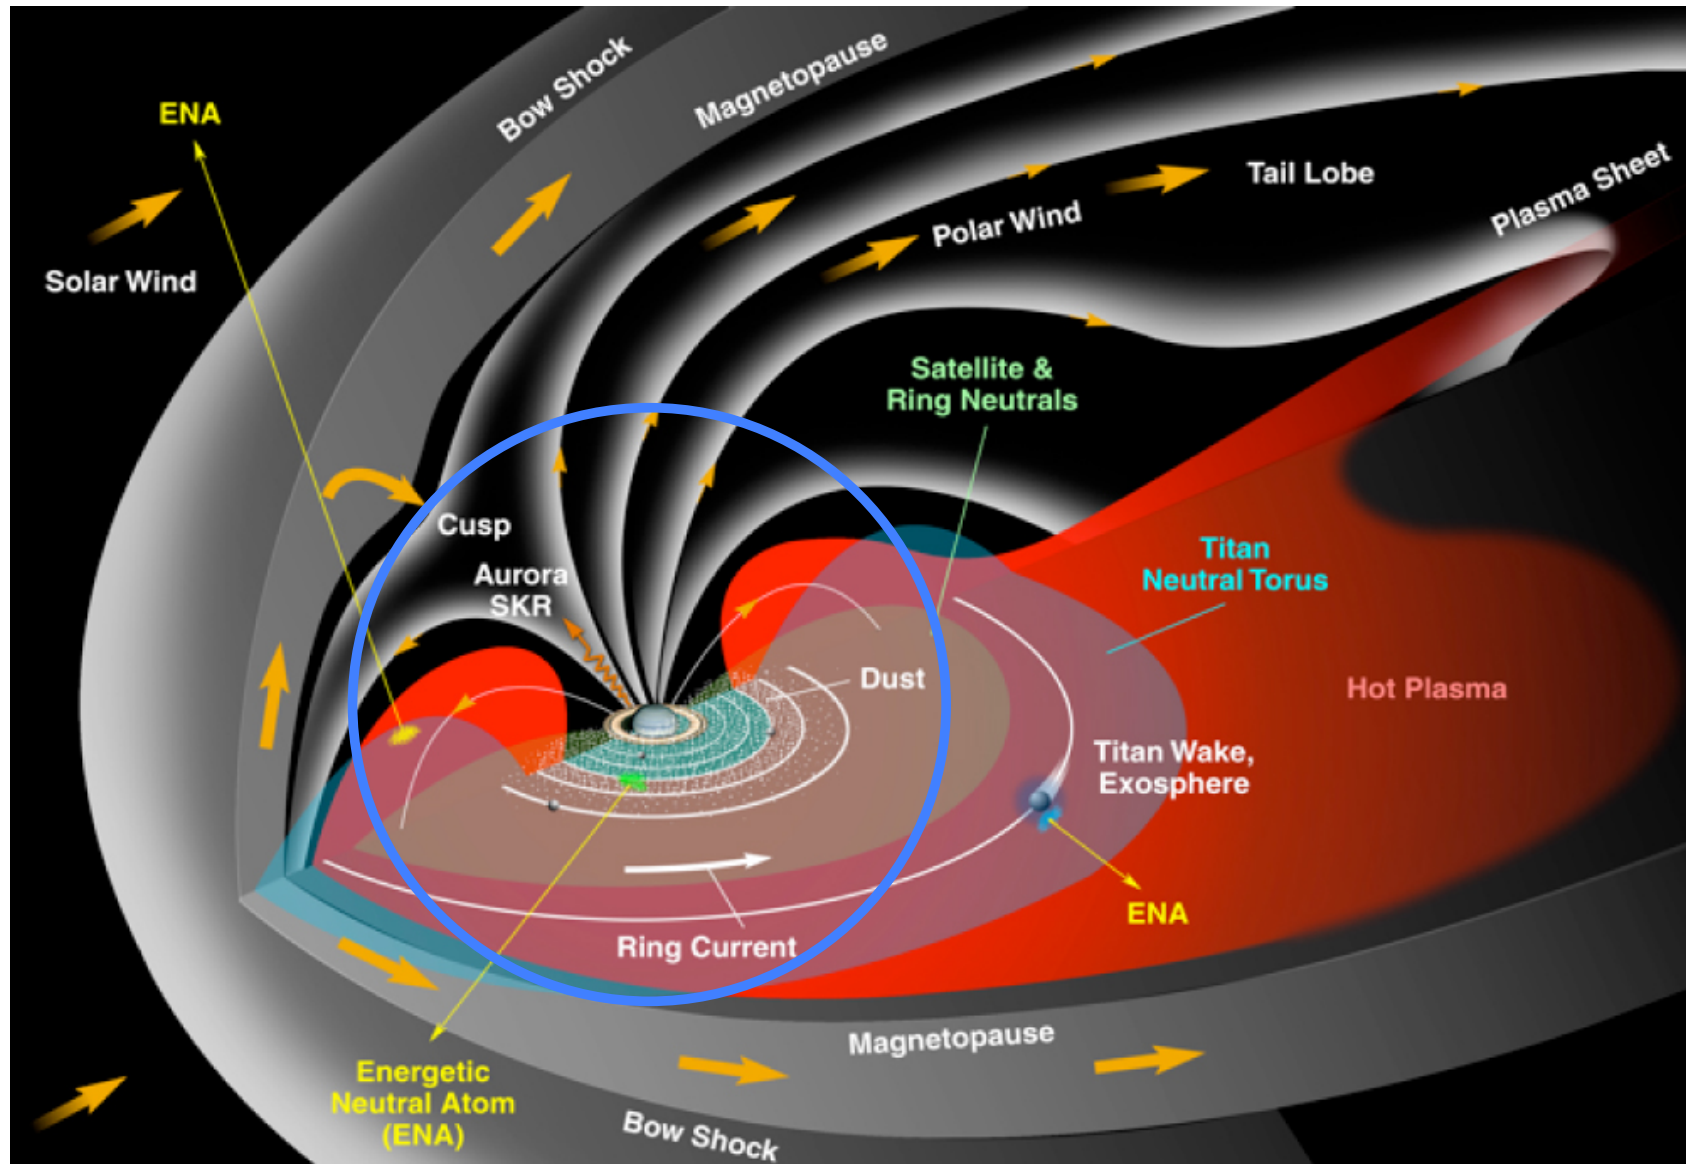 Bow Shock
Magnetopause
ENA
Solar Wind
Tail Lobe
Plasma Sheet
Polar Wind
Satellite &
Ring Neutrals
Cusp
Aurora
SKR
Titan
Neutral Torus
Dust
Hot Plasma
Titan Wake,
Exosphere
ENA
Ring Current
Magnetopause
Energetic
Neutral Atom
(ENA)
Bow Shock